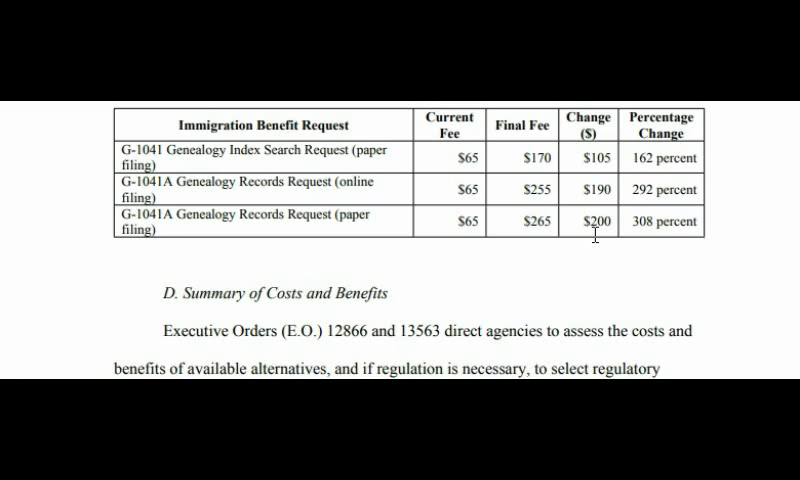 Immigration Benefit Request Current Fee Final Fee Change ($) Percentage Change
G-1041 Genealogy Index Search Request (paper filing) $65 $170 $105 162 percent
G-1041A Genealogy Records Request (online filing) $65 $255 $190 292 percent
G-1041A Genealogy Records Request (paper filing) $65 $265 $200 308 percent
D. Summary of Costs and Benefits
Executive Orders (E.O.) 12866 and 13563 direct agencies to assess the costs and
benefits of available alternatives, and if regulation is necessary, to select regulatory